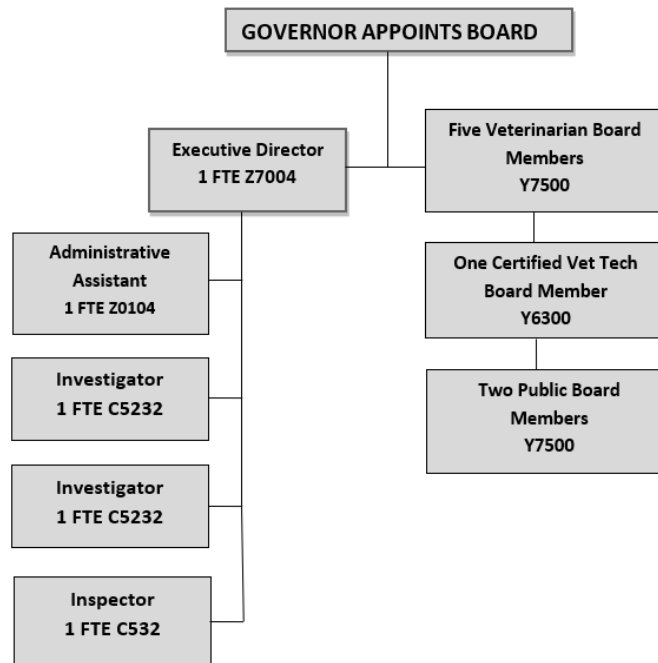 GOVERNOR APPOINTS BOARD
Executive Director
1 FTE Z7004
Five Veterinarian Board
Members
Y7500
Administrative
Assistant
1 FTE Z0104
One Certified Vet Tech
Board Member
Y6300
Investigator
1 FTE C5232
Two Public Board
Members
Y7500
Investigator
1 FTE C5232
Inspector
1 FTE C532